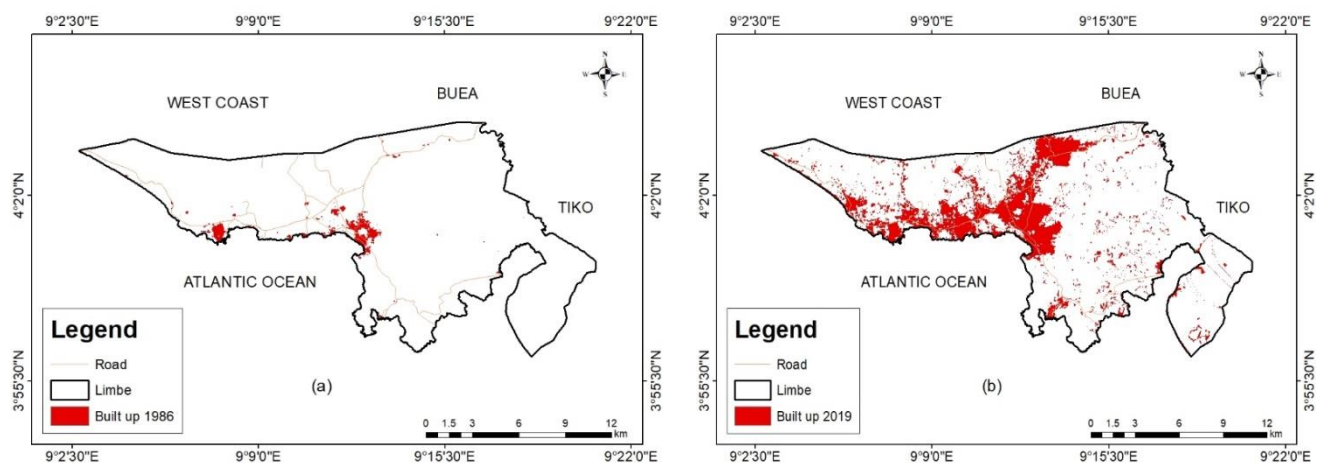 9°2'30"E 9°9'0"E 9°15'30"E 9°22'0"E
N
W E
S
WEST COAST
BUEA
4°2'0"N
4°2'0"N
TIKO
ATLANTIC OCEAN
Legend
Road
Limbe
Built up 1986
(a)
3°55'30"N
3°55'30"N
0 1.5 3 6 9 12
km
9°2'30"E 9°9'0"E 9°15'30"E 9°22'0"E
9°2'30"E 9°9'0"E 9°15'30"E 9°22'0"E
N
W E
S
WEST COAST
BUEA
4°2'0"N
4°2'0"N
TIKO
ATLANTIC OCEAN
Legend
Road
Limbe
Built up 2019
(b)
3°55'30"N
3°55'30"N
0 1.5 3 6 9 12
km
9°2'30"E 9°9'0"E 9°15'30"E 9°22'0"E